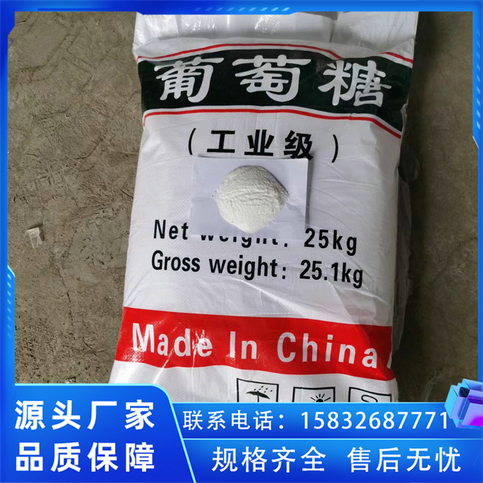 葡萄糖
（工业级）
Net weight: 25kg
Gross weight: 25.1kg
Made In China
源头厂家
品质保障
联系电话：15832687771
规格齐全 售后无忧